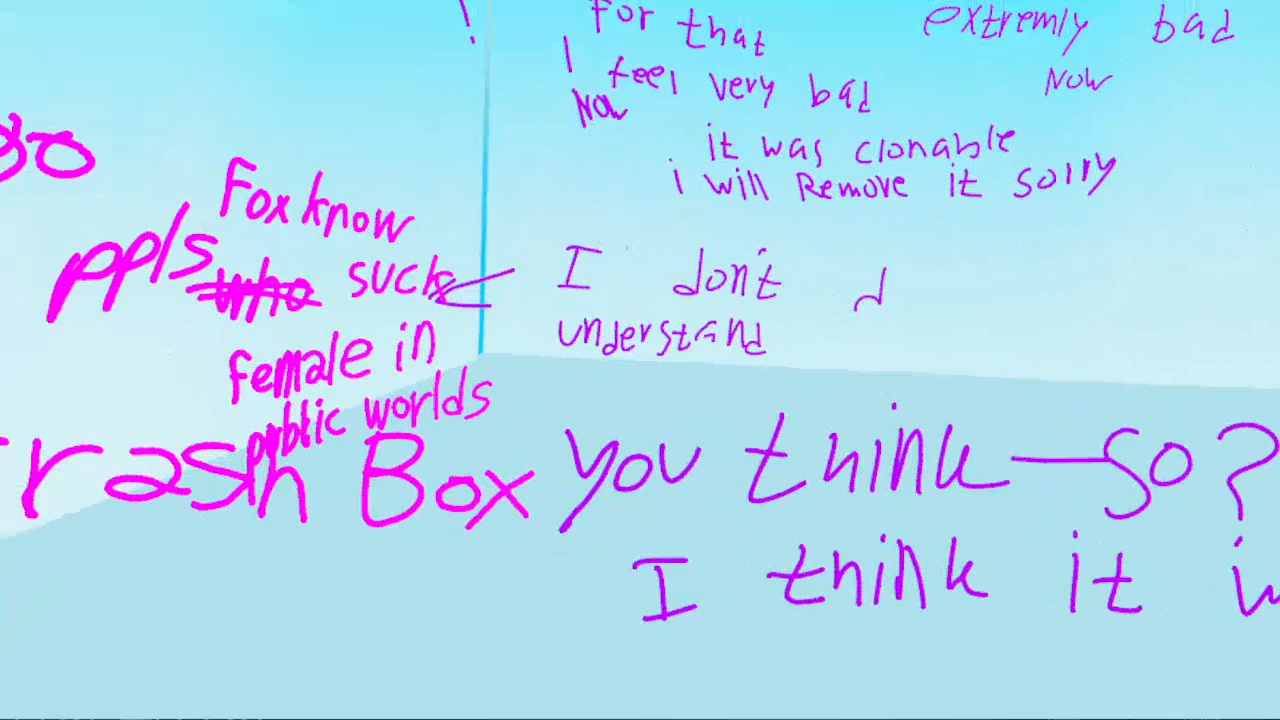 !
For that
extremly bad
I feel very bad
Now
Now
it was clonable
i will Remove it sorry
Fox know
ppls who suck
female in
public worlds
I don't d
understand
rash Box
you think so?
I think it